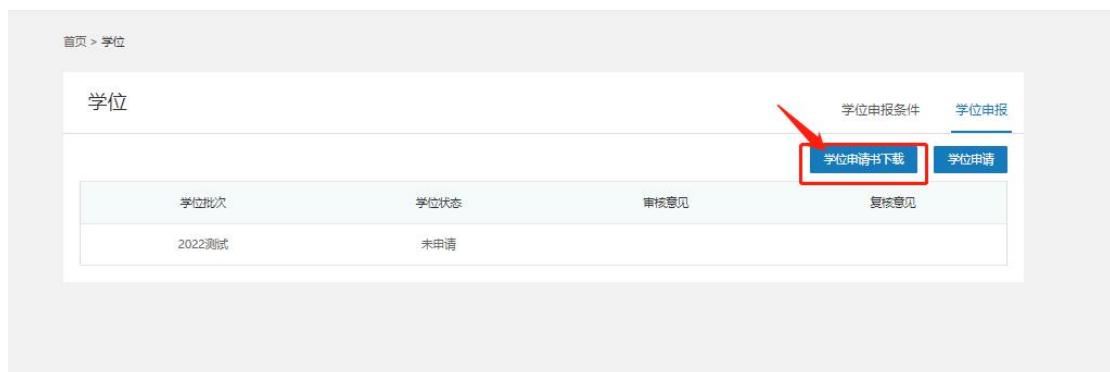 首页 > 学位
学位
学位申报条件 学位申报
学位申请书下载 学位申请
学位批次 学位状态 审核意见 复核意见
2022测试 未申请